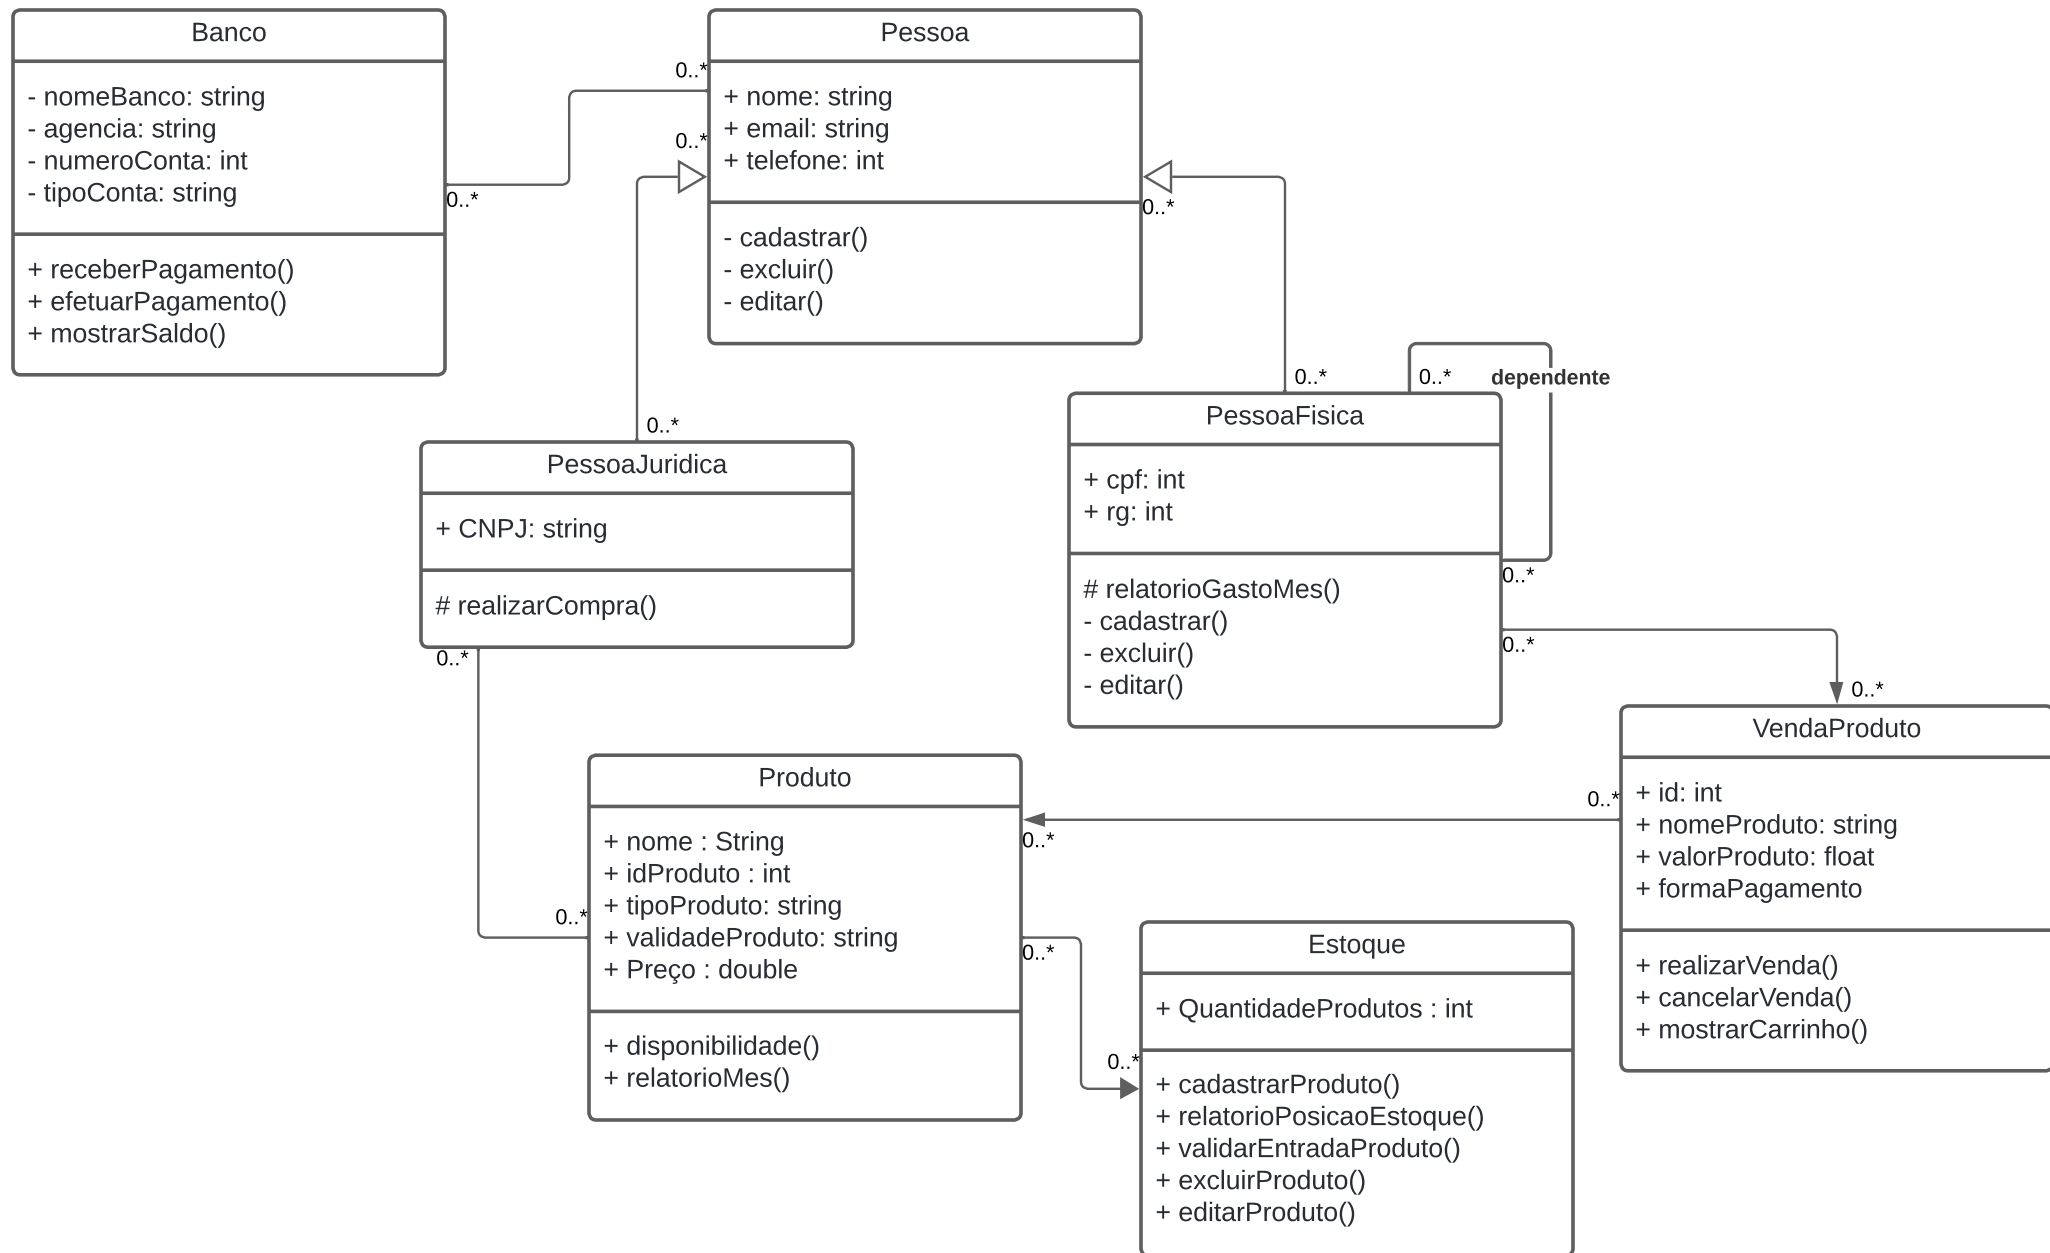 Banco
- nomeBanco: string
- agencia: string
- numeroConta: int
- tipoConta: string
+ receberPagamento()
+ efetuarPagamento()
+ mostrarSaldo()
0..*
0..*
Pessoa
+ nome: string
+ email: string
+ telefone: int
- cadastrar()
- excluir()
- editar()
0..*
0..*
0..*
PessoaJuridica
+ CNPJ: string
# realizarCompra()
0..*
0..*
0..*
dependente
PessoaFisica
+ cpf: int
+ rg: int
# relatorioGastoMes()
- cadastrar()
- excluir()
- editar()
0..*
0..*
0..*
VendaProduto
+ id: int
+ nomeProduto: string
+ valorProduto: float
+ formaPagamento
+ realizarVenda()
+ cancelarVenda()
+ mostrarCarrinho()
0..*
Produto
+ nome : String
+ idProduto : int
+ tipoProduto: string
+ validadeProduto: string
+ Preço : double
+ disponibilidade()
+ relatorioMes()
0..*
0..*
0..*
0..*
Estoque
+ QuantidadeProdutos : int
+ cadastrarProduto()
+ relatorioPosicaoEstoque()
+ validarEntradaProduto()
+ excluirProduto()
+ editarProduto()